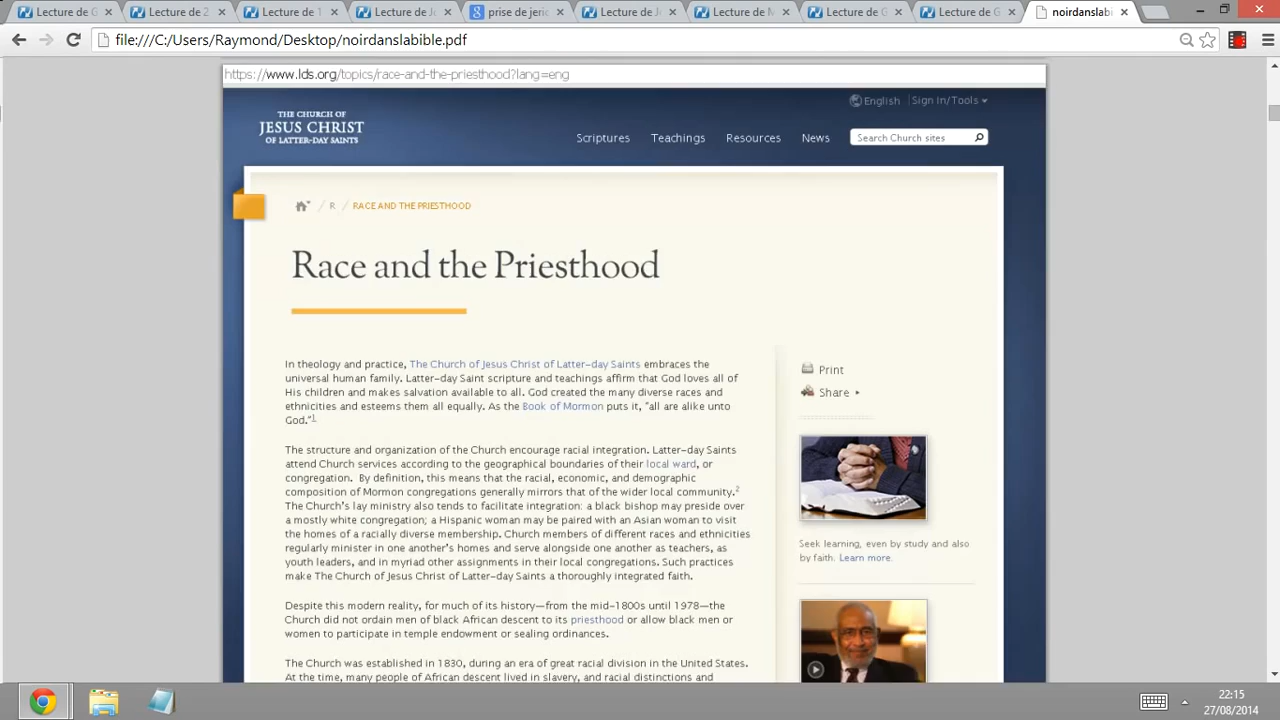 Lecture de G
Lecture de 2
Lecture de 1
Lecture de Je
prise de jeric
Lecture de Je
Lecture de M
Lecture de G
Lecture de G
noirdanslabi
file:///C:/Users/Raymond/Desktop/noirdanslabible.pdf
https://www.lds.org/topics/race-and-the-priesthood?lang=eng
English
Sign In/Tools
THE CHURCH OF
JESUS CHRIST
OF LATTER-DAY SAINTS
Scriptures
Teachings
Resources
News
Search Church sites
/ R / RACE AND THE PRIESTHOOD
Race and the Priesthood
In theology and practice, The Church of Jesus Christ of Latter-day Saints embraces the
universal human family. Latter-day Saint scripture and teachings affirm that God loves all of
His children and makes salvation available to all. God created the many diverse races and
ethnicities and esteems them all equally. As the Book of Mormon puts it, "all are alike unto
God."1
The structure and organization of the Church encourage racial integration. Latter-day Saints
attend Church services according to the geographical boundaries of their local ward, or
congregation. By definition, this means that the racial, economic, and demographic
composition of Mormon congregations generally mirrors that of the wider local community.2
The Church's lay ministry also tends to facilitate integration: a black bishop may preside over
a mostly white congregation; a Hispanic woman may be paired with an Asian woman to visit
the homes of a racially diverse membership. Church members of different races and ethnicities
regularly minister in one another's homes and serve alongside one another as teachers, as
youth leaders, and in myriad other assignments in their local congregations. Such practices
make The Church of Jesus Christ of Latter-day Saints a thoroughly integrated faith.
Despite this modern reality, for much of its history—from the mid-1800s until 1978—the
Church did not ordain men of black African descent to its priesthood or allow black men or
women to participate in temple endowment or sealing ordinances.
The Church was established in 1830, during an era of great racial division in the United States.
At the time, many people of African descent lived in slavery, and racial distinctions and
Print
Share
Seek learning, even by study and also
by faith. Learn more.
22:15
27/08/2014